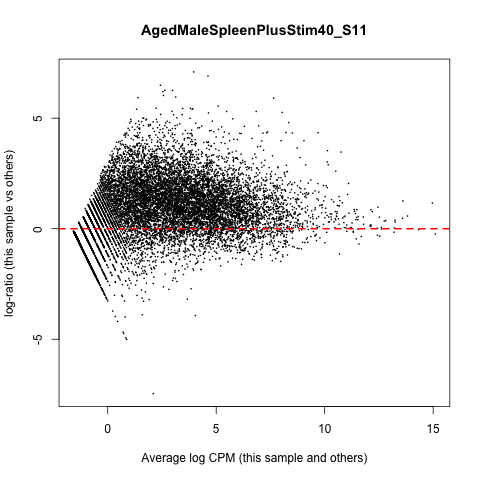 AgedMaleSpleenPlusStim40_S11
log-ratio (this sample vs others)
5
0
-5
0 5 10 15
Average log CPM (this sample and others)